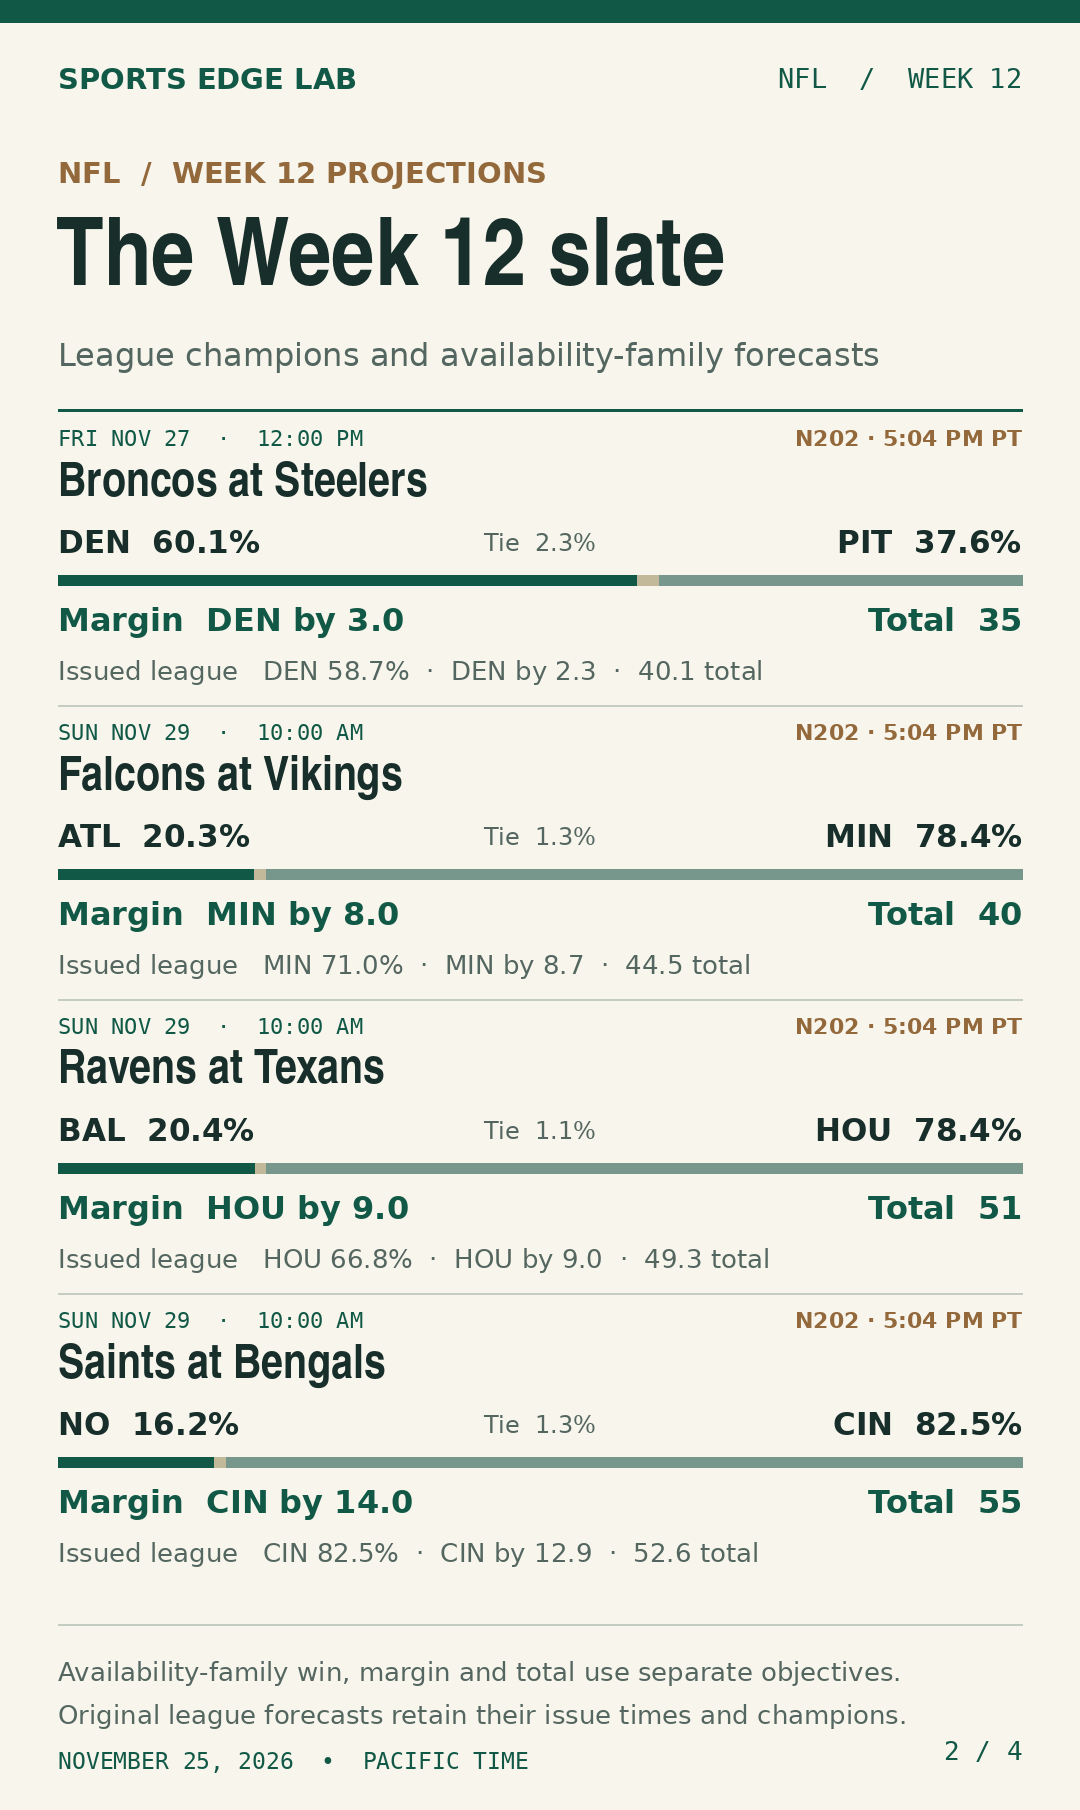 SPORTS EDGE LAB
NFL / WEEK 12
NFL / WEEK 12 PROJECTIONS
The Week 12 slate
League champions and availability-family forecasts
FRI NOV 27 · 12:00 PM
N202 · 5:04 PM PT
Broncos at Steelers
DEN 60.1%
Tie 2.3%
PIT 37.6%
Margin DEN by 3.0
Total 35
Issued league DEN 58.7% · DEN by 2.3 · 40.1 total
SUN NOV 29 · 10:00 AM
N202 · 5:04 PM PT
Falcons at Vikings
ATL 20.3%
Tie 1.3%
MIN 78.4%
Margin MIN by 8.0
Total 40
Issued league MIN 71.0% · MIN by 8.7 · 44.5 total
SUN NOV 29 · 10:00 AM
N202 · 5:04 PM PT
Ravens at Texans
BAL 20.4%
Tie 1.1%
HOU 78.4%
Margin HOU by 9.0
Total 51
Issued league HOU 66.8% · HOU by 9.0 · 49.3 total
SUN NOV 29 · 10:00 AM
N202 · 5:04 PM PT
Saints at Bengals
NO 16.2%
Tie 1.3%
CIN 82.5%
Margin CIN by 14.0
Total 55
Issued league CIN 82.5% · CIN by 12.9 · 52.6 total
Availability-family win, margin and total use separate objectives.
Original league forecasts retain their issue times and champions.
NOVEMBER 25, 2026 • PACIFIC TIME
2 / 4